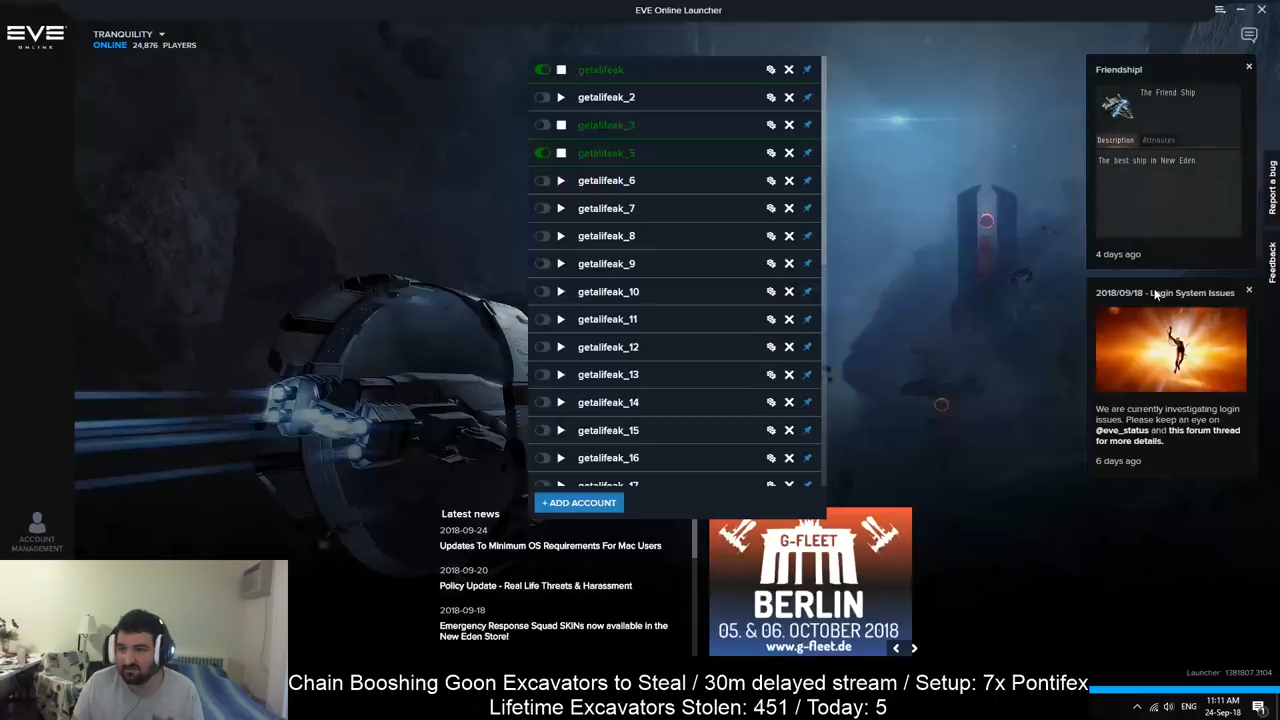 EVE Online Launcher
EVE
ONLINE
TRANQUILITY
ONLINE 24,876 PLAYERS
getalifeak
getalifeak_2
getalifeak_3
getalifeak_5
getalifeak_6
getalifeak_7
getalifeak_8
getalifeak_9
getalifeak_10
getalifeak_11
getalifeak_12
getalifeak_13
getalifeak_14
getalifeak_15
getalifeak_16
getalifeak_17
+ ADD ACCOUNT
Friendship!
The Friend Ship
Description Attributes
The best ship in New Eden.
4 days ago
2018/09/18 - Login System Issues
We are currently investigating login
issues. Please keep an eye on
@eve_status and this forum thread
for more details.
6 days ago
Report a bug
Feedback
ACCOUNT
MANAGEMENT
Latest news
2018-09-24
Updates To Minimum OS Requirements For Mac Users
2018-09-20
Policy Update - Real Life Threats & Harassment
2018-09-18
Emergency Response Squad SKINs now available in the
New Eden Store!
G-FLEET
BERLIN
05. & 06. OCTOBER 2018
www.g-fleet.de
Launcher: 1381807.3104
Chain Booshing Goon Excavators to Steal / 30m delayed stream / Setup: 7x Pontifex
Lifetime Excavators Stolen: 451 / Today: 5
ENG
11:11 AM
24-Sep-18